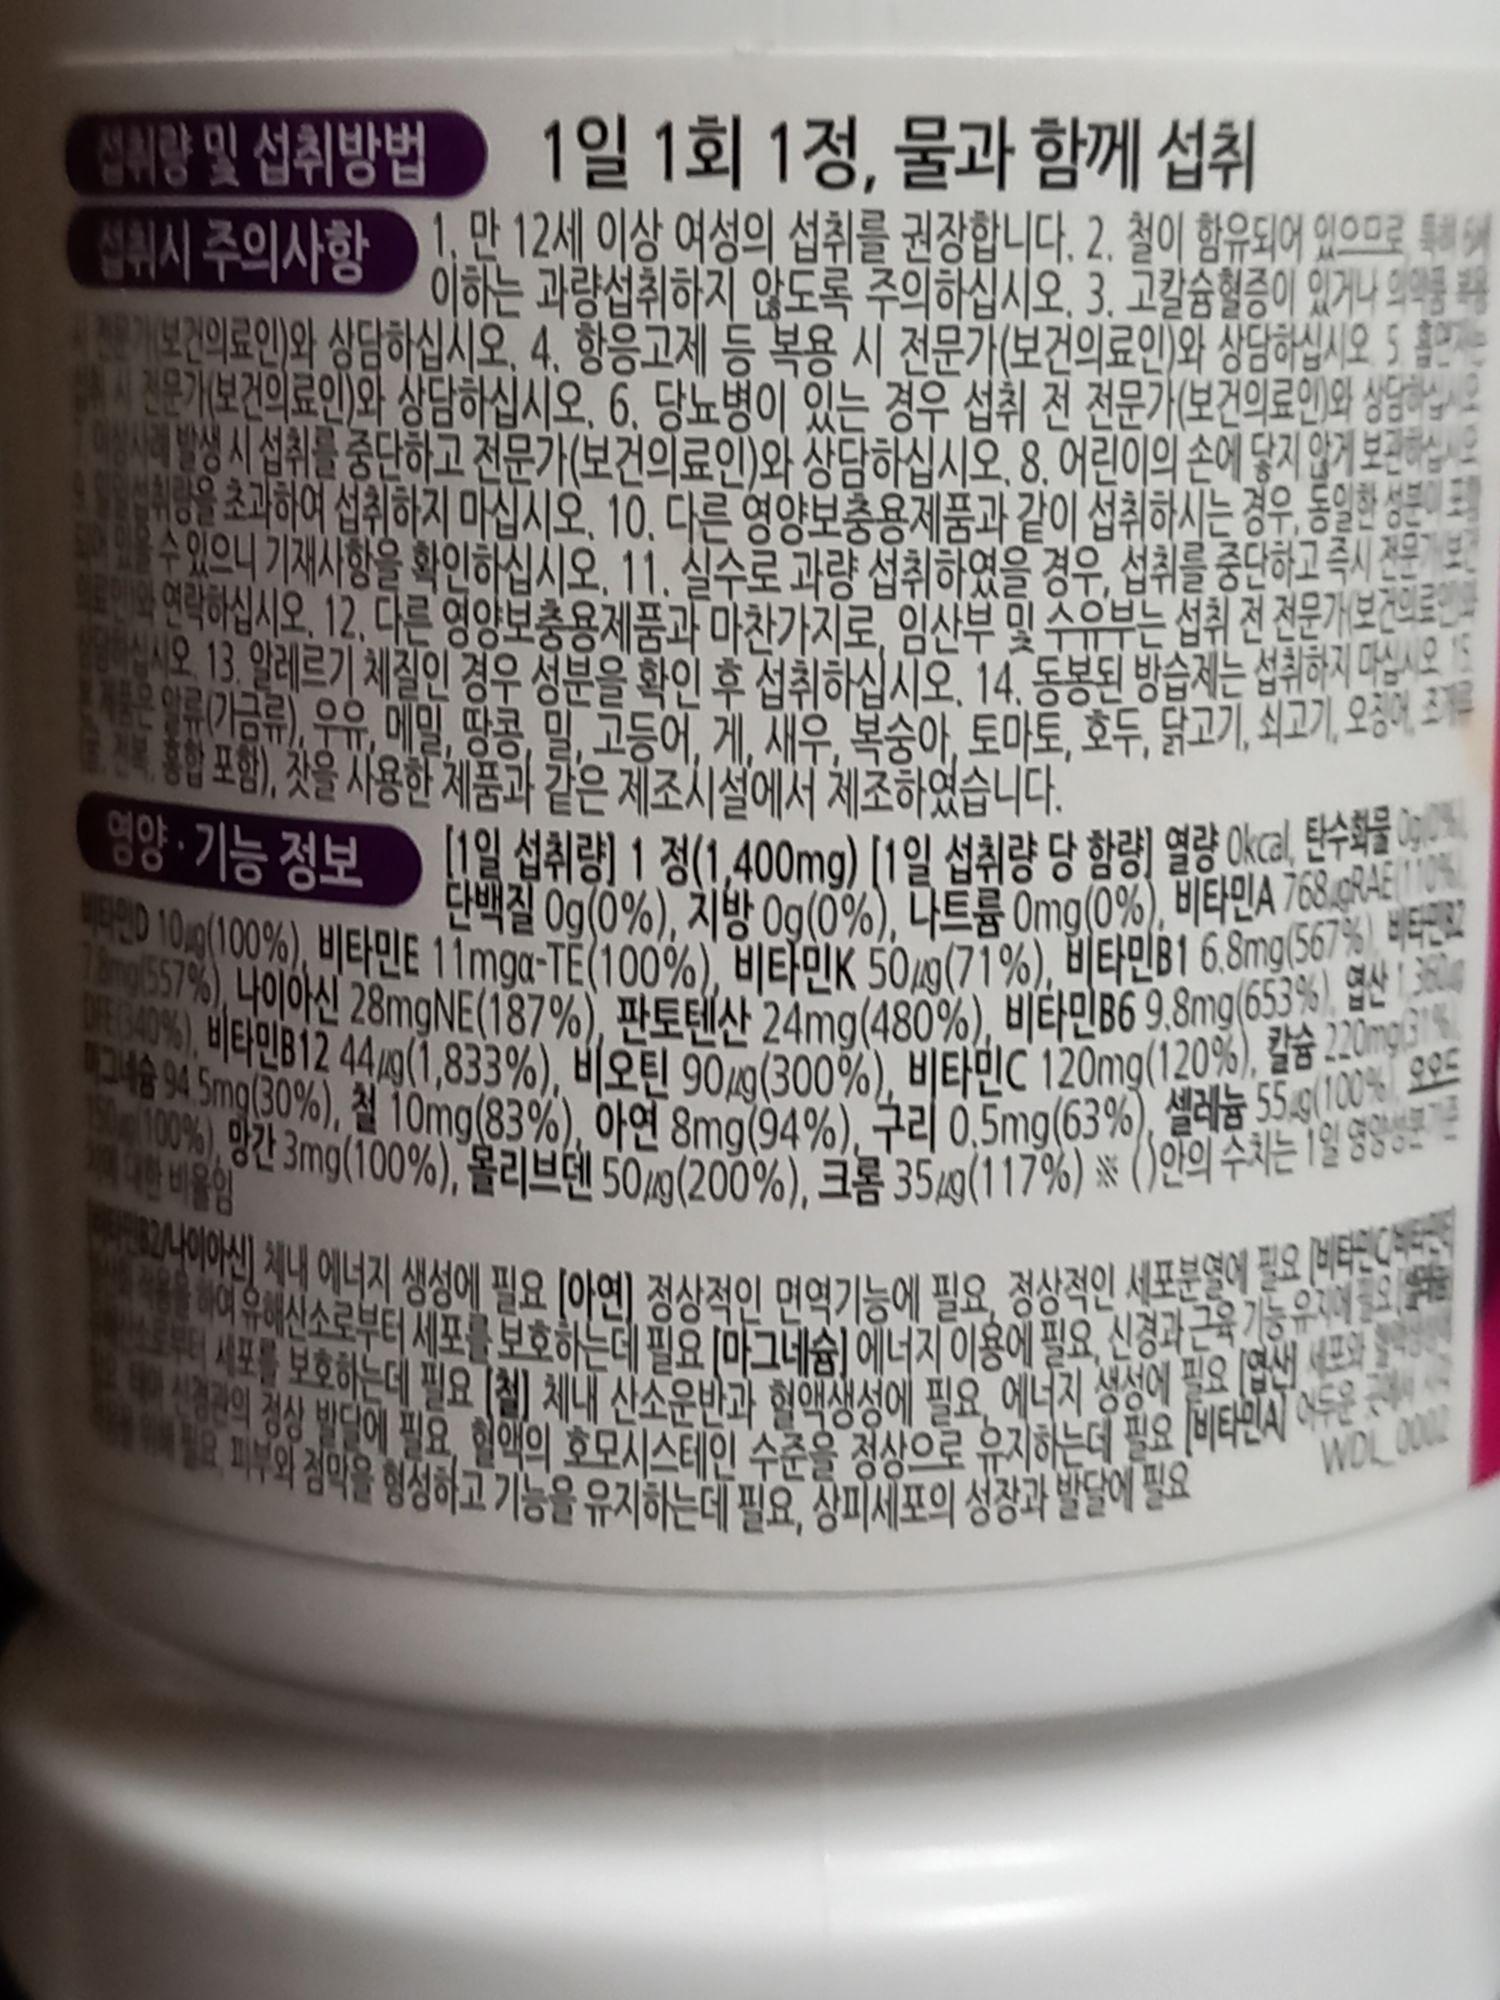 섭취량 및 섭취방법 1일 1회 1정, 물과 함께 섭취
섭취시 주의사항 1. 만 12세 이상 여성의 섭취를 권장합니다. 2. 철이 함유되어 있으므로, 특히 6세
이하는 과량섭취하지 않도록 주의하십시오. 3. 고칼슘혈증이 있거나 의약품 복용
시 전문가(보건의료인)와 상담하십시오. 4. 항응고제 등 복용 시 전문가(보건의료인)와 상담하십시오. 5. 흡연자는
섭취 시 전문가(보건의료인)와 상담하십시오. 6. 당뇨병이 있는 경우 섭취 전 전문가(보건의료인)와 상담하십시오.
7. 이상사례 발생 시 섭취를 중단하고 전문가(보건의료인)와 상담하십시오. 8. 어린이의 손에 닿지 않게 보관하십시오.
9. 일일섭취량을 초과하여 섭취하지 마십시오. 10. 다른 영양보충용제품과 같이 섭취하시는 경우, 동일한 성분이 포함
되어 있을 수 있으니 기재사항을 확인하십시오. 11. 실수로 과량 섭취하였을 경우, 섭취를 중단하고 즉시 전문가(보건
의료인)와 연락하십시오. 12. 다른 영양보충용제품과 마찬가지로, 임산부 및 수유부는 섭취 전 전문가(보건의료인)와
상담하십시오. 13. 알레르기 체질인 경우 성분을 확인 후 섭취하십시오. 14. 동봉된 방습제는 섭취하지 마십시오. 15.
본 제품은 알류(가금류), 우유, 메밀, 땅콩, 밀, 고등어, 게, 새우, 복숭아, 토마토, 호두, 닭고기, 쇠고기, 오징어, 조개류
(굴, 전복, 홍합 포함), 잣을 사용한 제품과 같은 제조시설에서 제조하였습니다.
영양·기능 정보 [1일 섭취량] 1 정(1,400mg) [1일 섭취량 당 함량] 열량 0kcal, 탄수화물 0g(0%),
단백질 0g(0%), 지방 0g(0%), 나트륨 0mg(0%), 비타민A 768㎍RAE(110%),
비타민D 10㎍(100%), 비타민E 11mgα-TE(100%), 비타민K 50㎍(71%), 비타민B1 6.8mg(567%), 비타민B2
7.8mg(557%), 나이아신 28mgNE(187%), 판토텐산 24mg(480%), 비타민B6 9.8mg(653%), 엽산 1,360㎍
DFE(340%), 비타민B12 44㎍(1,833%), 비오틴 90㎍(300%), 비타민C 120mg(120%), 칼슘 220mg(31%),
마그네슘 94.5mg(30%), 철 10mg(83%), 아연 8mg(94%), 구리 0.5mg(63%), 셀레늄 55㎍(100%), 요오드
150㎍(100%), 망간 3mg(100%), 몰리브덴 50㎍(200%), 크롬 35㎍(117%) ※ ( )안의 수치는 1일 영양성분기준
치에 대한 비율임
비타민B2/나이아신] 체내 에너지 생성에 필요 [아연] 정상적인 면역기능에 필요, 정상적인 세포분열에 필요 [비타민C/비타민E]
항산화 작용을 하여 유해산소로부터 세포를 보호하는데 필요 [마그네슘] 에너지 이용에 필요, 신경과 근육 기능 유지에 필요 [셀레늄]
유해산소로부터 세포를 보호하는데 필요 [철] 체내 산소운반과 혈액생성에 필요, 에너지 생성에 필요 [엽산] 세포와 혈액생성에
필요, 태아 신경관의 정상 발달에 필요, 혈액의 호모시스테인 수준을 정상으로 유지하는데 필요 [비타민A] 어두운 곳에서 시각
적응을 위해 필요, 피부와 점막을 형성하고 기능을 유지하는데 필요, 상피세포의 성장과 발달에 필요
WDL_0002